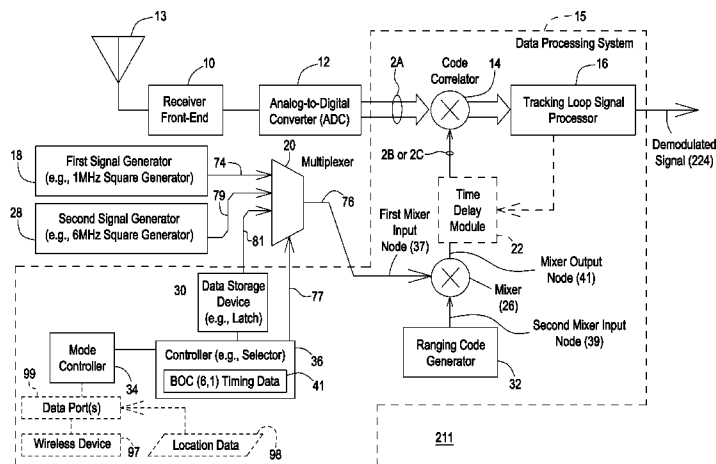 13
15
Data Processing System
10
12
2A
Code
Correlator
14
16
Receiver
Front-End
Analog-to-Digital
Converter (ADC)
Tracking Loop Signal
Processor
Demodulated
Signal (224)
2B or 2C
18
First Signal Generator
(e.g., 1MHz Square Generator)
74
20
Multiplexer
79
28
Second Signal Generator
(e.g., 6MHz Square Generator)
76
81
First Mixer
Input
Node (37)
Time
Delay
Module
22
Mixer Output
Node (41)
77
Mixer
(26)
30
Data Storage
Device
(e.g., Latch)
Second Mixer Input
Node (39)
Ranging Code
Generator
32
Mode
Controller
34
Controller (e.g., Selector)
36
BOC (6,1) Timing Data
41
99
Data Port(s)
Wireless Device
97
Location Data
98
211